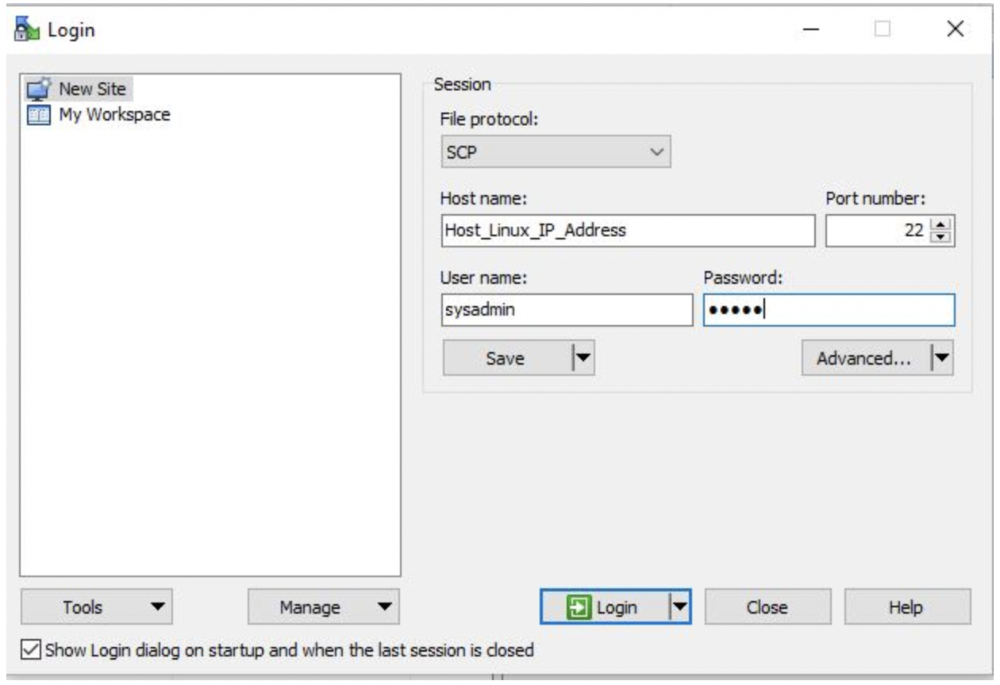 Login
New Site
My Workspace
Session
File protocol:
SCP
Host name:
Port number:
Host_Linux_IP_Address
22
User name:
Password:
sysadmin
•••••
Save
Advanced...
Tools
Manage
Login
Close
Help
Show Login dialog on startup and when the last session is closed